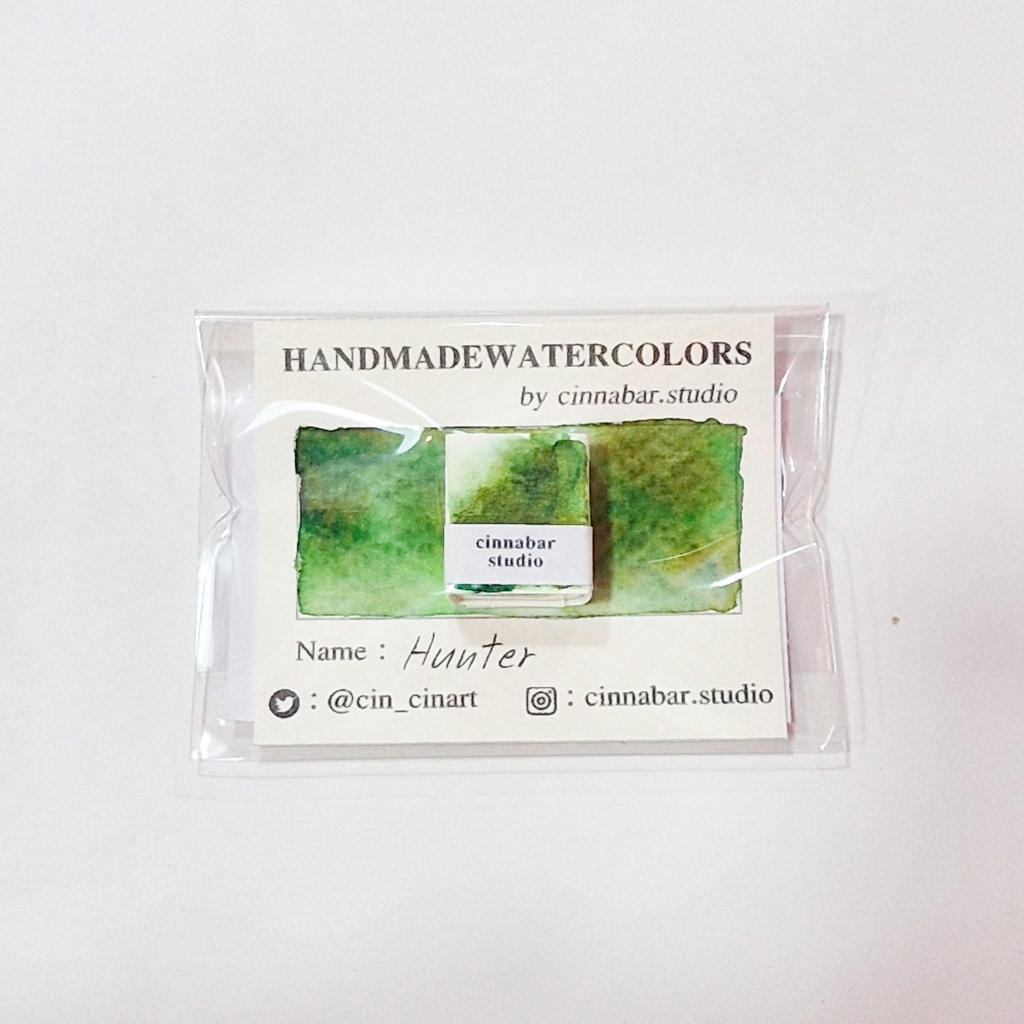 HANDMADEWATERCOLORS
by cinnabar.studio
cinnabar
studio
Name : Hunter
: @cin_cinart : cinnabar.studio